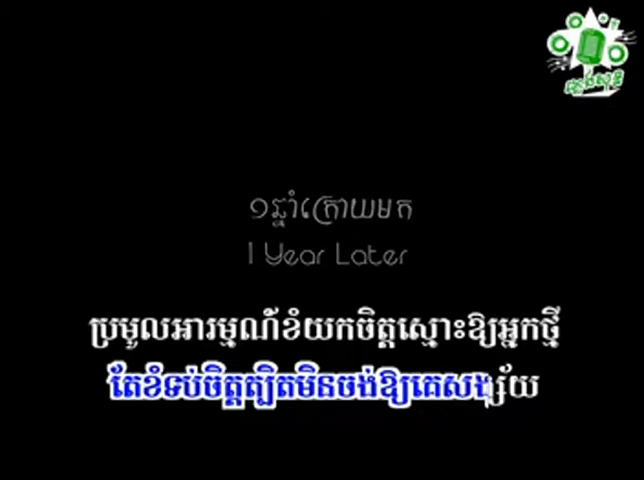 ១ឆ្នាំក្រោយមក
1 Year Later
ប្រមូលអារម្មណ៍ខំយកចិត្តស្មោះឱ្យអ្នកថ្មី
តែខំទប់ចិត្តត្បិតមិនចង់ឱ្យគេសង្ស័យ